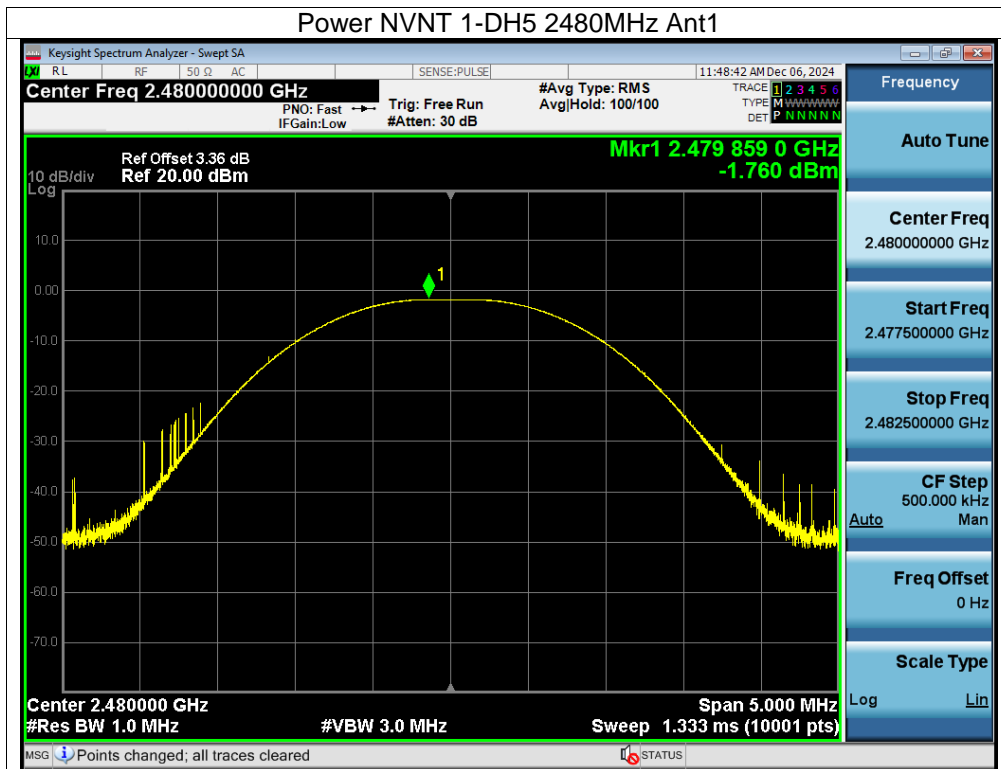 Power NVNT 1-DH5 2480MHz Ant1
Keysight Spectrum Analyzer - Swept SA
LXI RL RF 50 Ω AC SENSE:PULSE 11:48:42 AM Dec 06, 2024
Center Freq 2.480000000 GHz #Avg Type: RMS TRACE 1 2 3 4 5 6
PNO: Fast Trig: Free Run Avg|Hold: 100/100 TYPE M WWWWW
IFGain:Low #Atten: 30 dB DET P N N N N N
Mkr1 2.479 859 0 GHz
-1.760 dBm
Ref Offset 3.36 dB
10 dB/div Ref 20.00 dBm
Log
10.0
0.00
-10.0
-20.0
-30.0
-40.0
-50.0
-60.0
-70.0
1
Center 2.480000 GHz Span 5.000 MHz
#Res BW 1.0 MHz #VBW 3.0 MHz Sweep 1.333 ms (10001 pts)
MSG Points changed; all traces cleared STATUS
Frequency
Auto Tune
Center Freq
2.480000000 GHz
Start Freq
2.477500000 GHz
Stop Freq
2.482500000 GHz
CF Step
500.000 kHz
Auto Man
Freq Offset
0 Hz
Scale Type
Log Lin